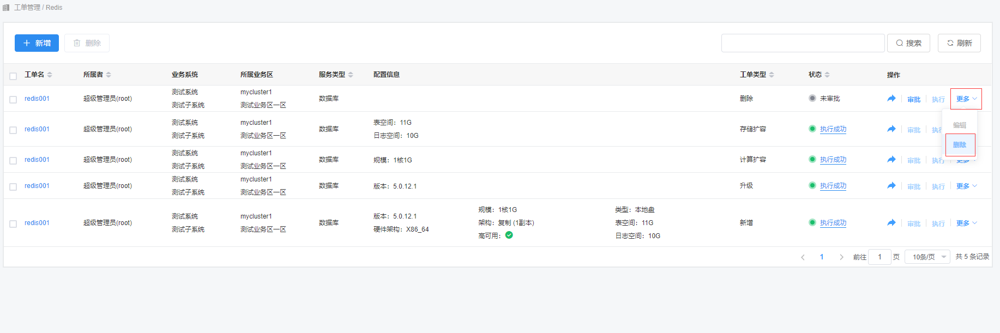 工单管理 / Redis
新增 删除 搜索 刷新
工单名 所属者 业务系统 所属业务区 服务类型 配置信息 工单类型 状态 操作
redis001 超级管理员(root) 测试系统 测试子系统 mycluster1 测试业务区一区 数据库 删除 未审批 审批 执行 更多
编辑
删除
redis001 超级管理员(root) 测试系统 测试子系统 mycluster1 测试业务区一区 数据库 表空间：11G 日志空间：10G 存储扩容 执行成功 审批 执行
redis001 超级管理员(root) 测试系统 测试子系统 mycluster1 测试业务区一区 数据库 规模：1核1G 计算扩容 执行成功 审批 执行 更多
redis001 超级管理员(root) 测试系统 测试子系统 mycluster1 测试业务区一区 数据库 版本：5.0.12.1 升级 执行成功 审批 执行 更多
redis001 超级管理员(root) 测试系统 测试子系统 mycluster1 测试业务区一区 数据库 版本：5.0.12.1 硬件架构：X86_64 规模：1核1G 架构：复制 (1副本) 高可用： 类型：本地盘 表空间：11G 日志空间：10G 新增 执行成功 审批 执行 更多
1 前往 1 页 10条/页 共 5 条记录